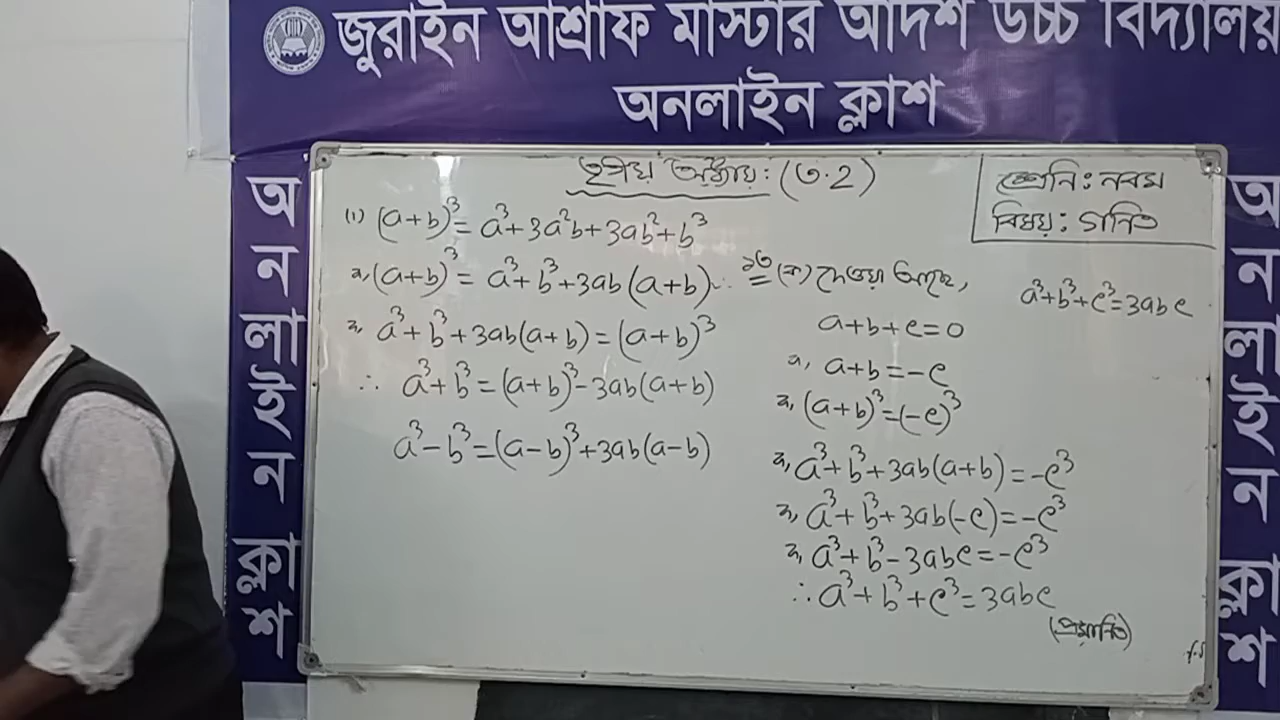 জুরাইন আশ্রাফ মাস্টার আদর্শ উচ্চ বিদ্যালয়
অনলাইন ক্লাশ
অনলাইন ক্লাশ
তৃতীয় অধ্যায়ঃ (৩.2)
শ্রেনিঃ নবম
বিষয়ঃ গনিত
(1) (a+b)³ = a³+3a²b+3ab²+b³
বা, (a+b)³ = a³+b³+3ab(a+b)
বা, a³+b³+3ab(a+b) = (a+b)³
∴ a³+b³ = (a+b)³-3ab(a+b)
a³-b³ = (a-b)³+3ab(a-b)
১৩ (ক) দেওয়া আছে,
a³+b³+c³=3abc
a+b+c=0
বা, a+b=-c
বা, (a+b)³=(-c)³
বা, a³+b³+3ab(a+b)=-c³
বা, a³+b³+3ab(-c)=-c³
বা, a³+b³-3abc=-c³
∴ a³+b³+c³=3abc
(প্রমানিত)
অনলাইন ক্লাশ